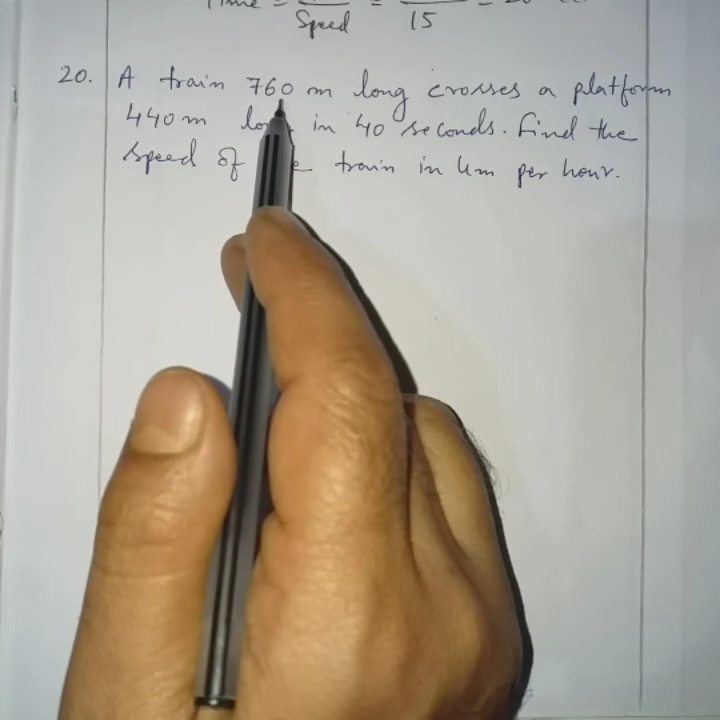 Speed 15
20. A train 760 m long crosses a platform
440 m in 40 seconds. Find the
speed of train in km per hour.